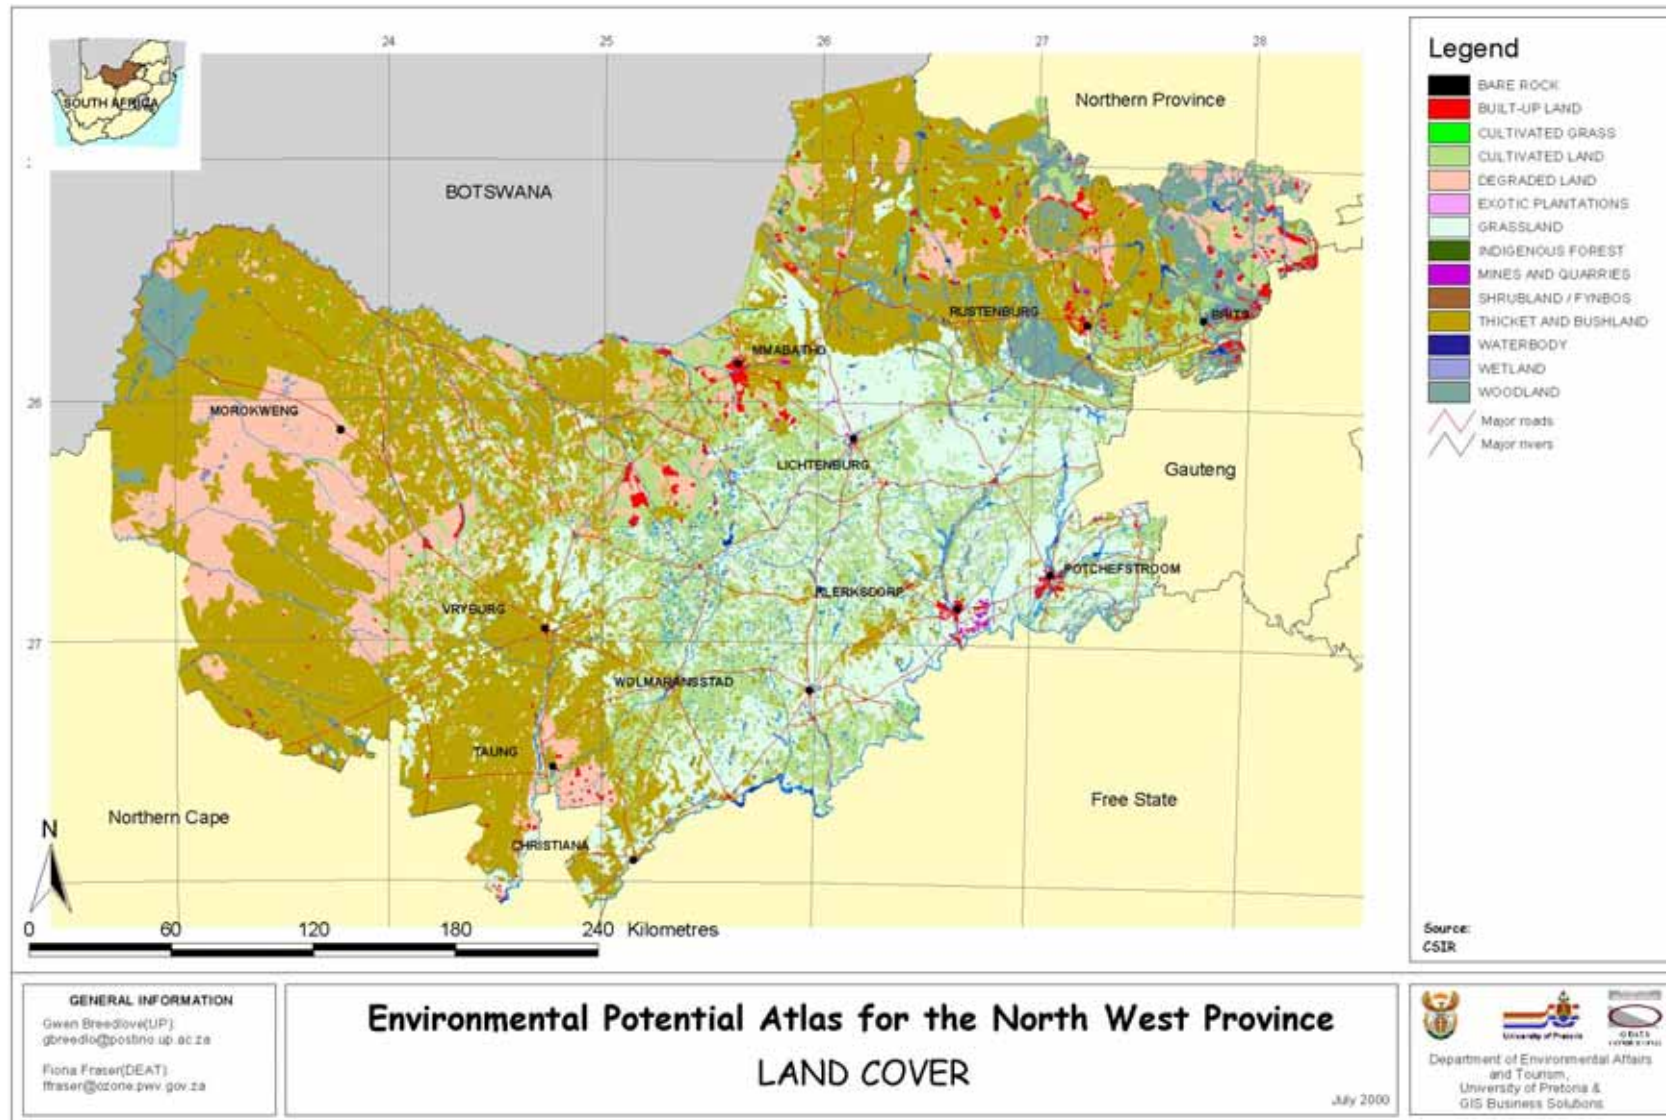 24
25
26
27
28
SOUTH AFRICA
Northern Province
BOTSWANA
RUSTENBURG
BRITS
MMABATHO
26
MOROKWENG
LICHTENBURG
Gauteng
POTCHEFSTROOM
KLERKSDORP
VRYBURG
27
WOLMARANSSTAD
TAUNG
Free State
Northern Cape
N
CHRISTIANA
0 60 120 180 240 Kilometres
Legend
BARE ROCK
BUILT-UP LAND
CULTIVATED GRASS
CULTIVATED LAND
DEGRADED LAND
EXOTIC PLANTATIONS
GRASSLAND
INDIGENOUS FOREST
MINES AND QUARRIES
SHRUBLAND / FYNBOS
THICKET AND BUSHLAND
WATERBODY
WETLAND
WOODLAND
Major roads
Major rivers
Source:
CSIR
GENERAL INFORMATION
Gwen Breedlove(UP)
gbreedlo@postino.up.ac.za
Fiona Fraser(DEAT)
ffraser@ozone.pwv.gov.za
Environmental Potential Atlas for the North West Province
LAND COVER
July 2000
University of Pretoria
Department of Environmental Affairs
and Tourism,
University of Pretoria &
GIS Business Solutions